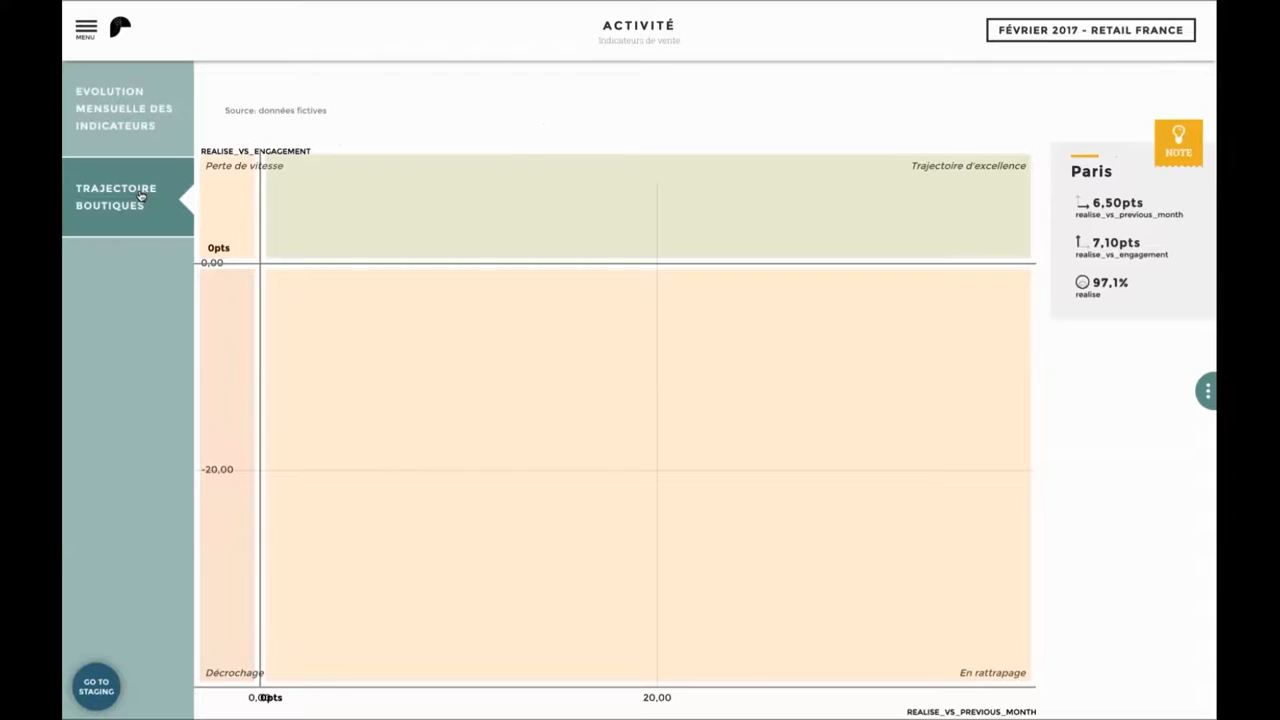 MENU
ACTIVITÉ
Indicateurs de vente
FÉVRIER 2017 - RETAIL FRANCE
EVOLUTION
MENSUELLE DES
INDICATEURS
TRAJECTOIRE
BOUTIQUES
Source: données fictives
REALISE_VS_ENGAGEMENT
Perte de vitesse
Trajectoire d'excellence
0pts
0,00
-20,00
Décrochage
En rattrapage
0pts
20,00
REALISE_VS_PREVIOUS_MONTH
NOTE
Paris
6,50pts
realise_vs_previous_month
7,10pts
realise_vs_engagement
97,1%
realise
GO TO
STAGING